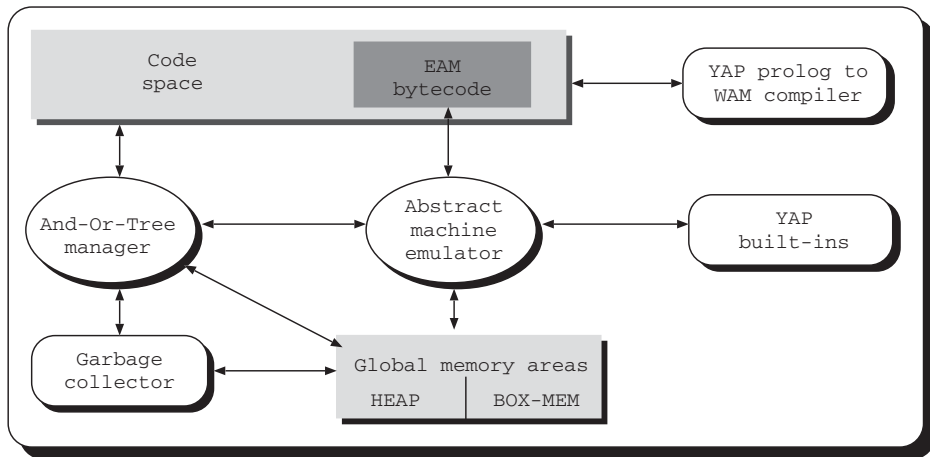 Code
space
EAM
bytecode
YAP prolog to
WAM compiler
And-Or-Tree
manager
Abstract
machine
emulator
YAP
built-ins
Garbage
collector
Global memory areas
HEAP
BOX-MEM